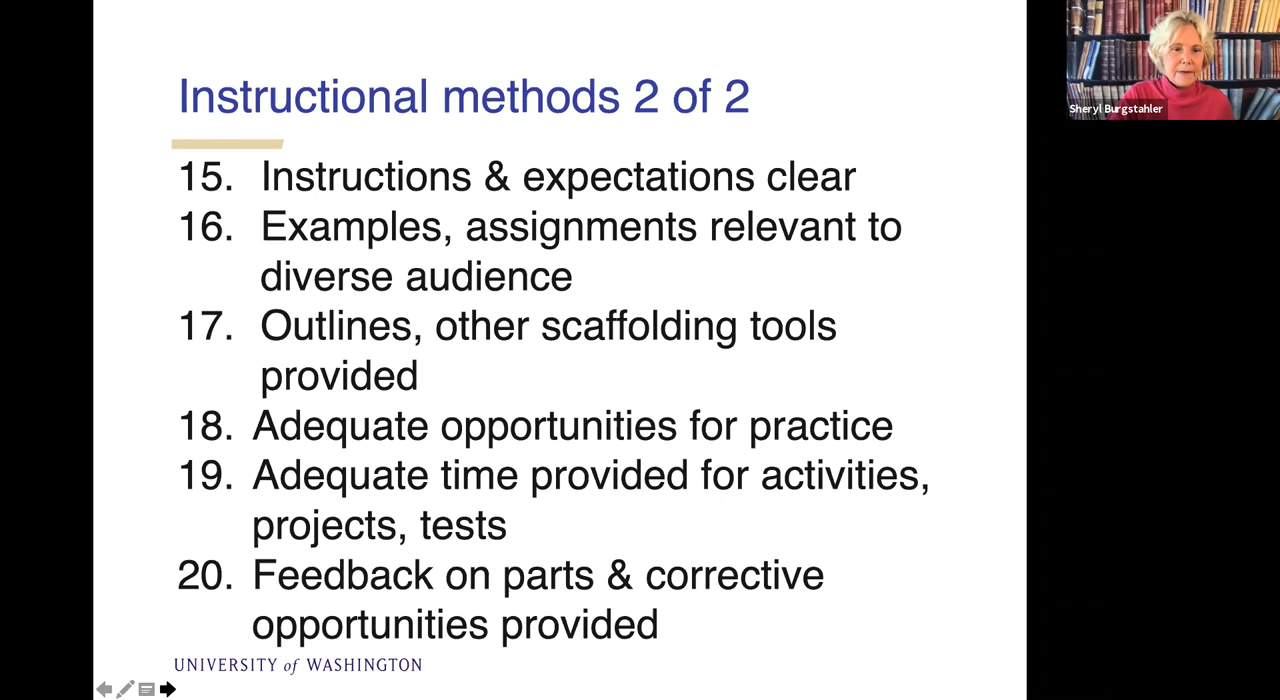 Instructional methods 2 of 2
Sheryl Burgstahler
15. Instructions & expectations clear
16. Examples, assignments relevant to
diverse audience
17. Outlines, other scaffolding tools
provided
18. Adequate opportunities for practice
19. Adequate time provided for activities,
projects, tests
20. Feedback on parts & corrective
opportunities provided
UNIVERSITY of WASHINGTON